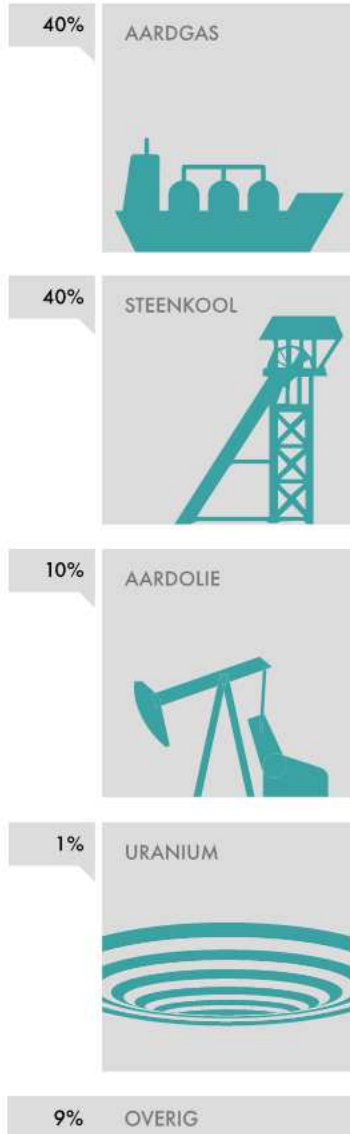 40% AARDGAS
40% STEENKOOL
10% AARDOLIE
1% URANIUM
9% OVERIG